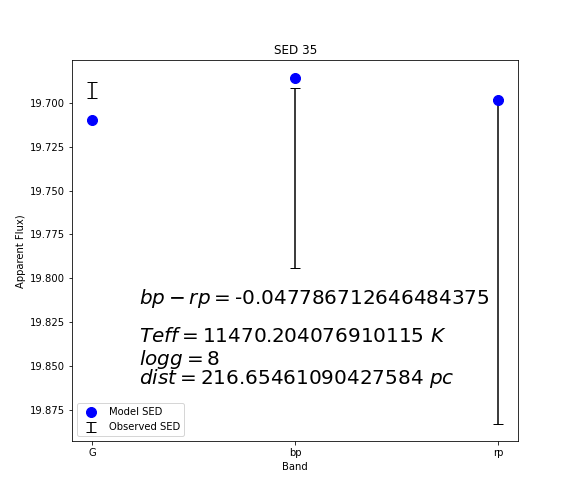 SED 35
19.700
19.725
19.750
19.775
19.800
19.825
19.850
19.875
Apparent Flux)
bp − rp = -0.047786712646484375
Teff = 11470.204076910115 K
logg = 8
dist = 216.65461090427584 pc
Model SED
Observed SED
G bp rp
Band